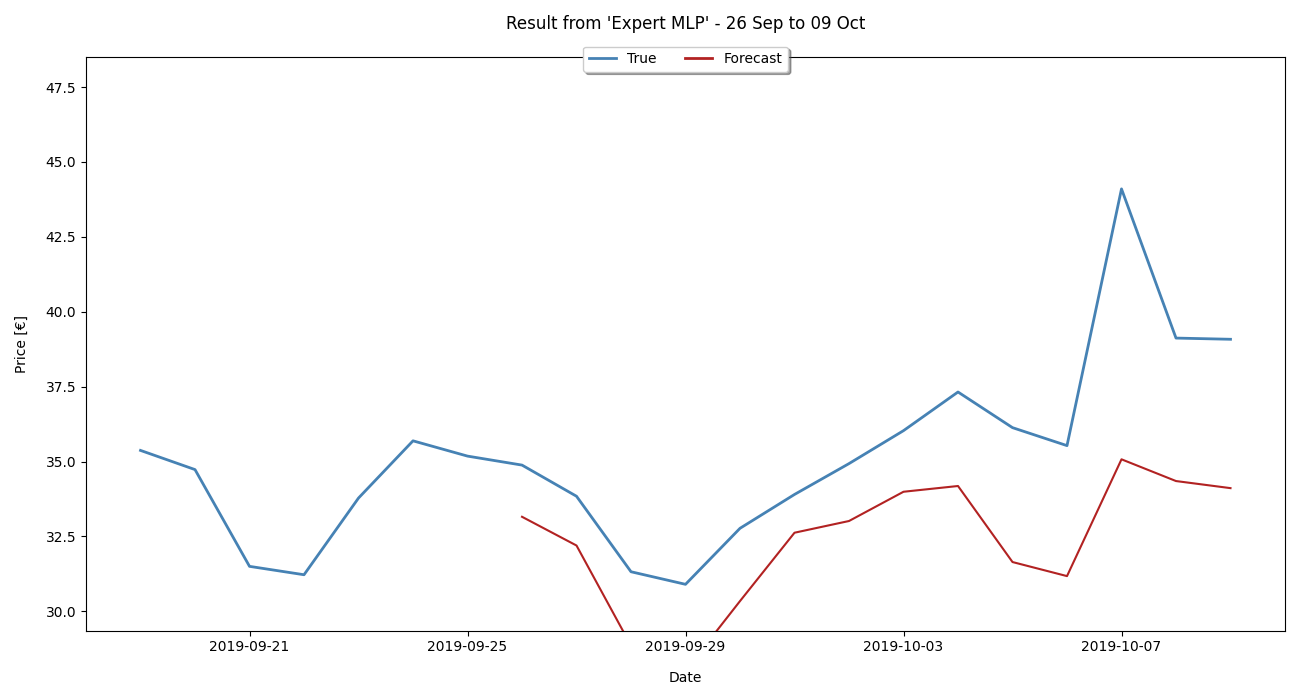 Result from 'Expert MLP' - 26 Sep to 09 Oct
True Forecast
47.5
45.0
42.5
40.0
37.5
35.0
32.5
30.0
Price [€]
2019-09-21 2019-09-25 2019-09-29 2019-10-03 2019-10-07
Date